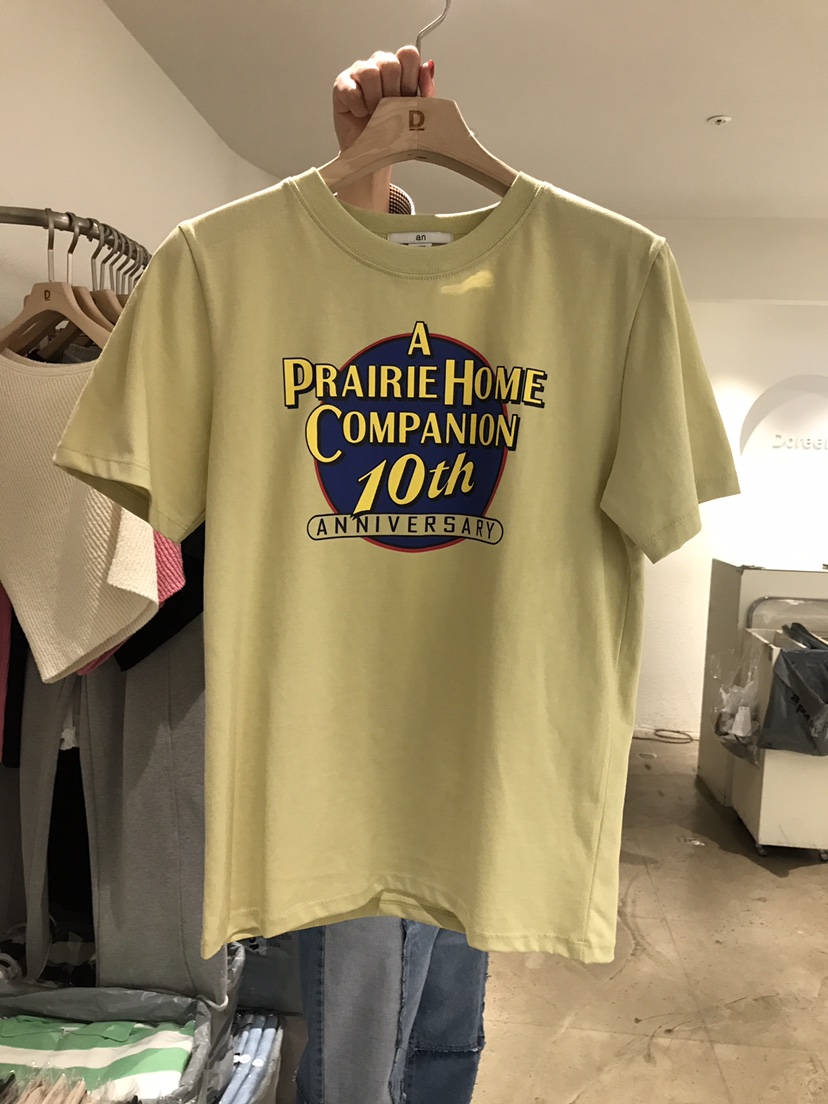 D
an
A
PRAIRIE HOME
COMPANION
10th
ANNIVERSARY
D